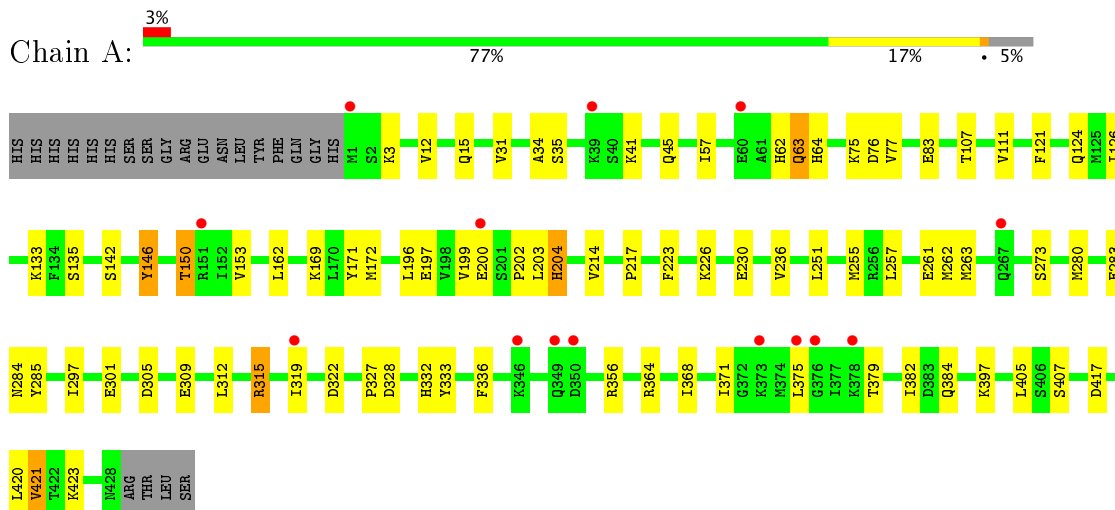 3%
Chain A:
77% 17% • 5%
HIS HIS HIS HIS HIS HIS SER SER GLY ARG GLU ASN LEU TYR PHE GLN GLY HIS M1 S2 K3 V12 Q15 V31 A34 S35 K39 S40 K41 Q45 I57 E60 A61 H62 Q63 H64 K75 D76 V77 E83 T107 V111 F121 Q124 M125 I126
K133 F134 S135 S142 Y146 T150 R151 I152 V153 L162 K169 L170 Y171 M172 L196 E197 V198 V199 E200 S201 P202 L203 H204 V214 P217 F223 K226 E230 V236 L251 M255 R256 L257 E261 M262 M263 Q267 S273 M280
N284 Y285 I297 E301 D305 E309 L312 R315 I319 D322 P327 D328 H332 Y333 F336 K346 Q349 D350 R356 R364 I368 I371 G372 K373 M374 L375 G376 I377 K378 T379 I382 D383 Q384 K397 L405 S406 S407 D417
L420 V421 T422 K423 N428 ARG THR LEU SER